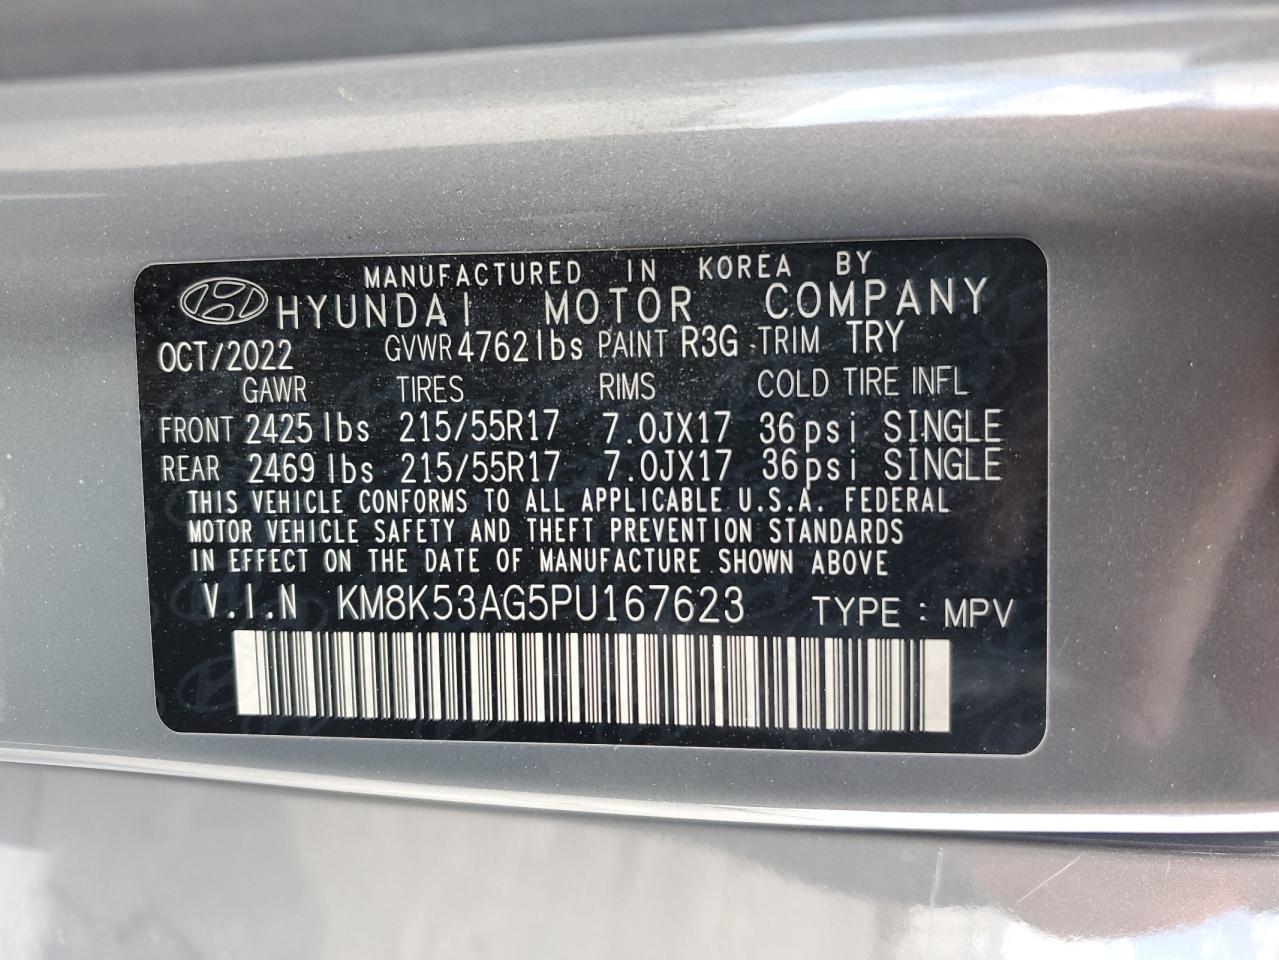 MANUFACTURED IN KOREA BY
HYUNDAI MOTOR COMPANY
OCT/2022 GVWR 4762lbs PAINT R3G TRIM TRY
GAWR TIRES RIMS COLD TIRE INFL
FRONT 2425 lbs 215/55R17 7.0JX17 36psi SINGLE
REAR 2469 lbs 215/55R17 7.0JX17 36psi SINGLE
THIS VEHICLE CONFORMS TO ALL APPLICABLE U.S.A. FEDERAL
MOTOR VEHICLE SAFETY AND THEFT PREVENTION STANDARDS
IN EFFECT ON THE DATE OF MANUFACTURE SHOWN ABOVE
V.I.N KM8K53AG5PU167623 TYPE : MPV